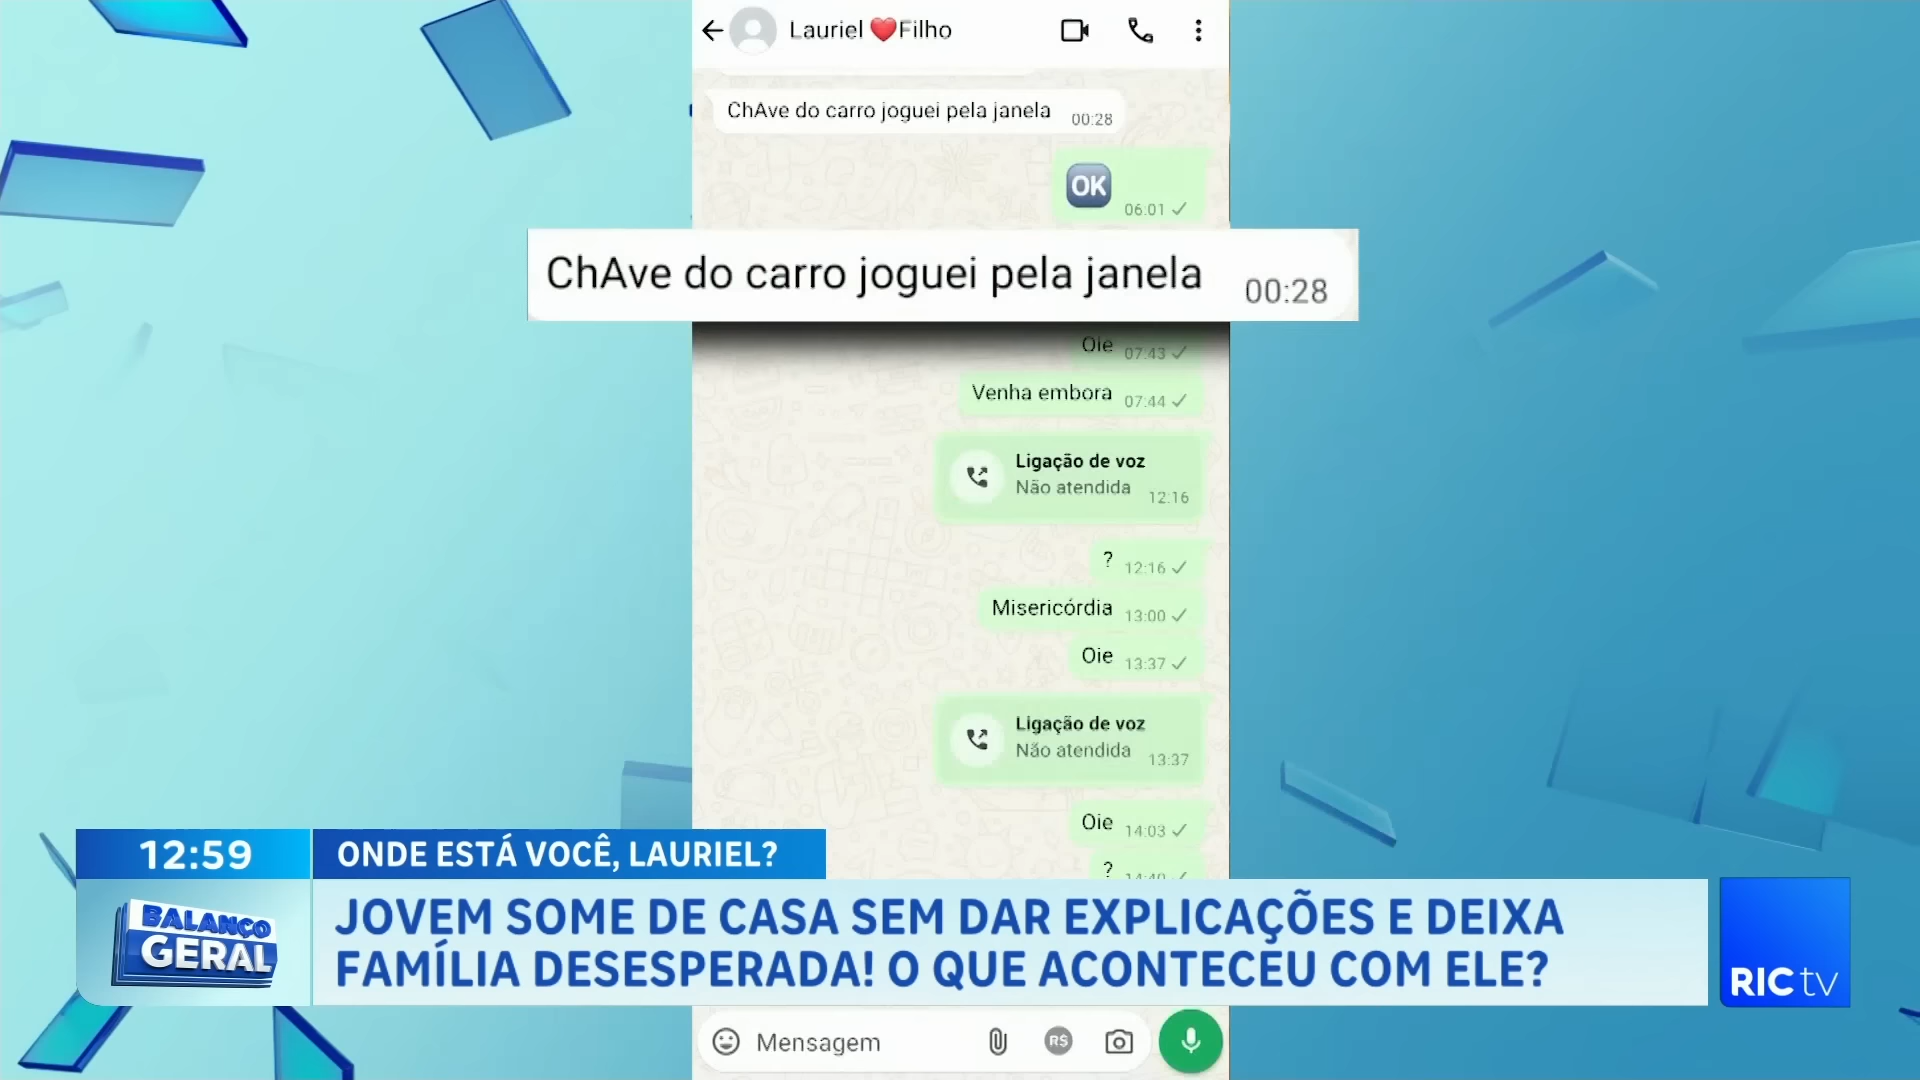 Lauriel ❤️Filho
ChAve do carro joguei pela janela 00:28
OK
06:01
ChAve do carro joguei pela janela 00:28
Oie 07:43
Venha embora 07:44
Ligação de voz
Não atendida 12:16
? 12:16
Misericórdia 13:00
Oie 13:37
Ligação de voz
Não atendida 13:37
Oie 14:03
?
12:59 ONDE ESTÁ VOCÊ, LAURIEL?
BALANÇO
GERAL
JOVEM SOME DE CASA SEM DAR EXPLICAÇÕES E DEIXA
FAMÍLIA DESESPERADA! O QUE ACONTECEU COM ELE?
RIC tv
Mensagem R$